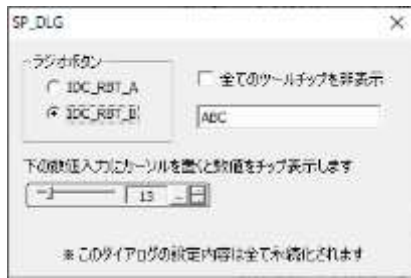 SP_DLG
ラジオボタン
IDC_RBT_A
IDC_RBT_B
全てのツールチップを非表示
ABC
下の数値入力にカーソルを置くと数値をチップ表示します
13
...
※このダイアログの設定内容は全て永続化されます